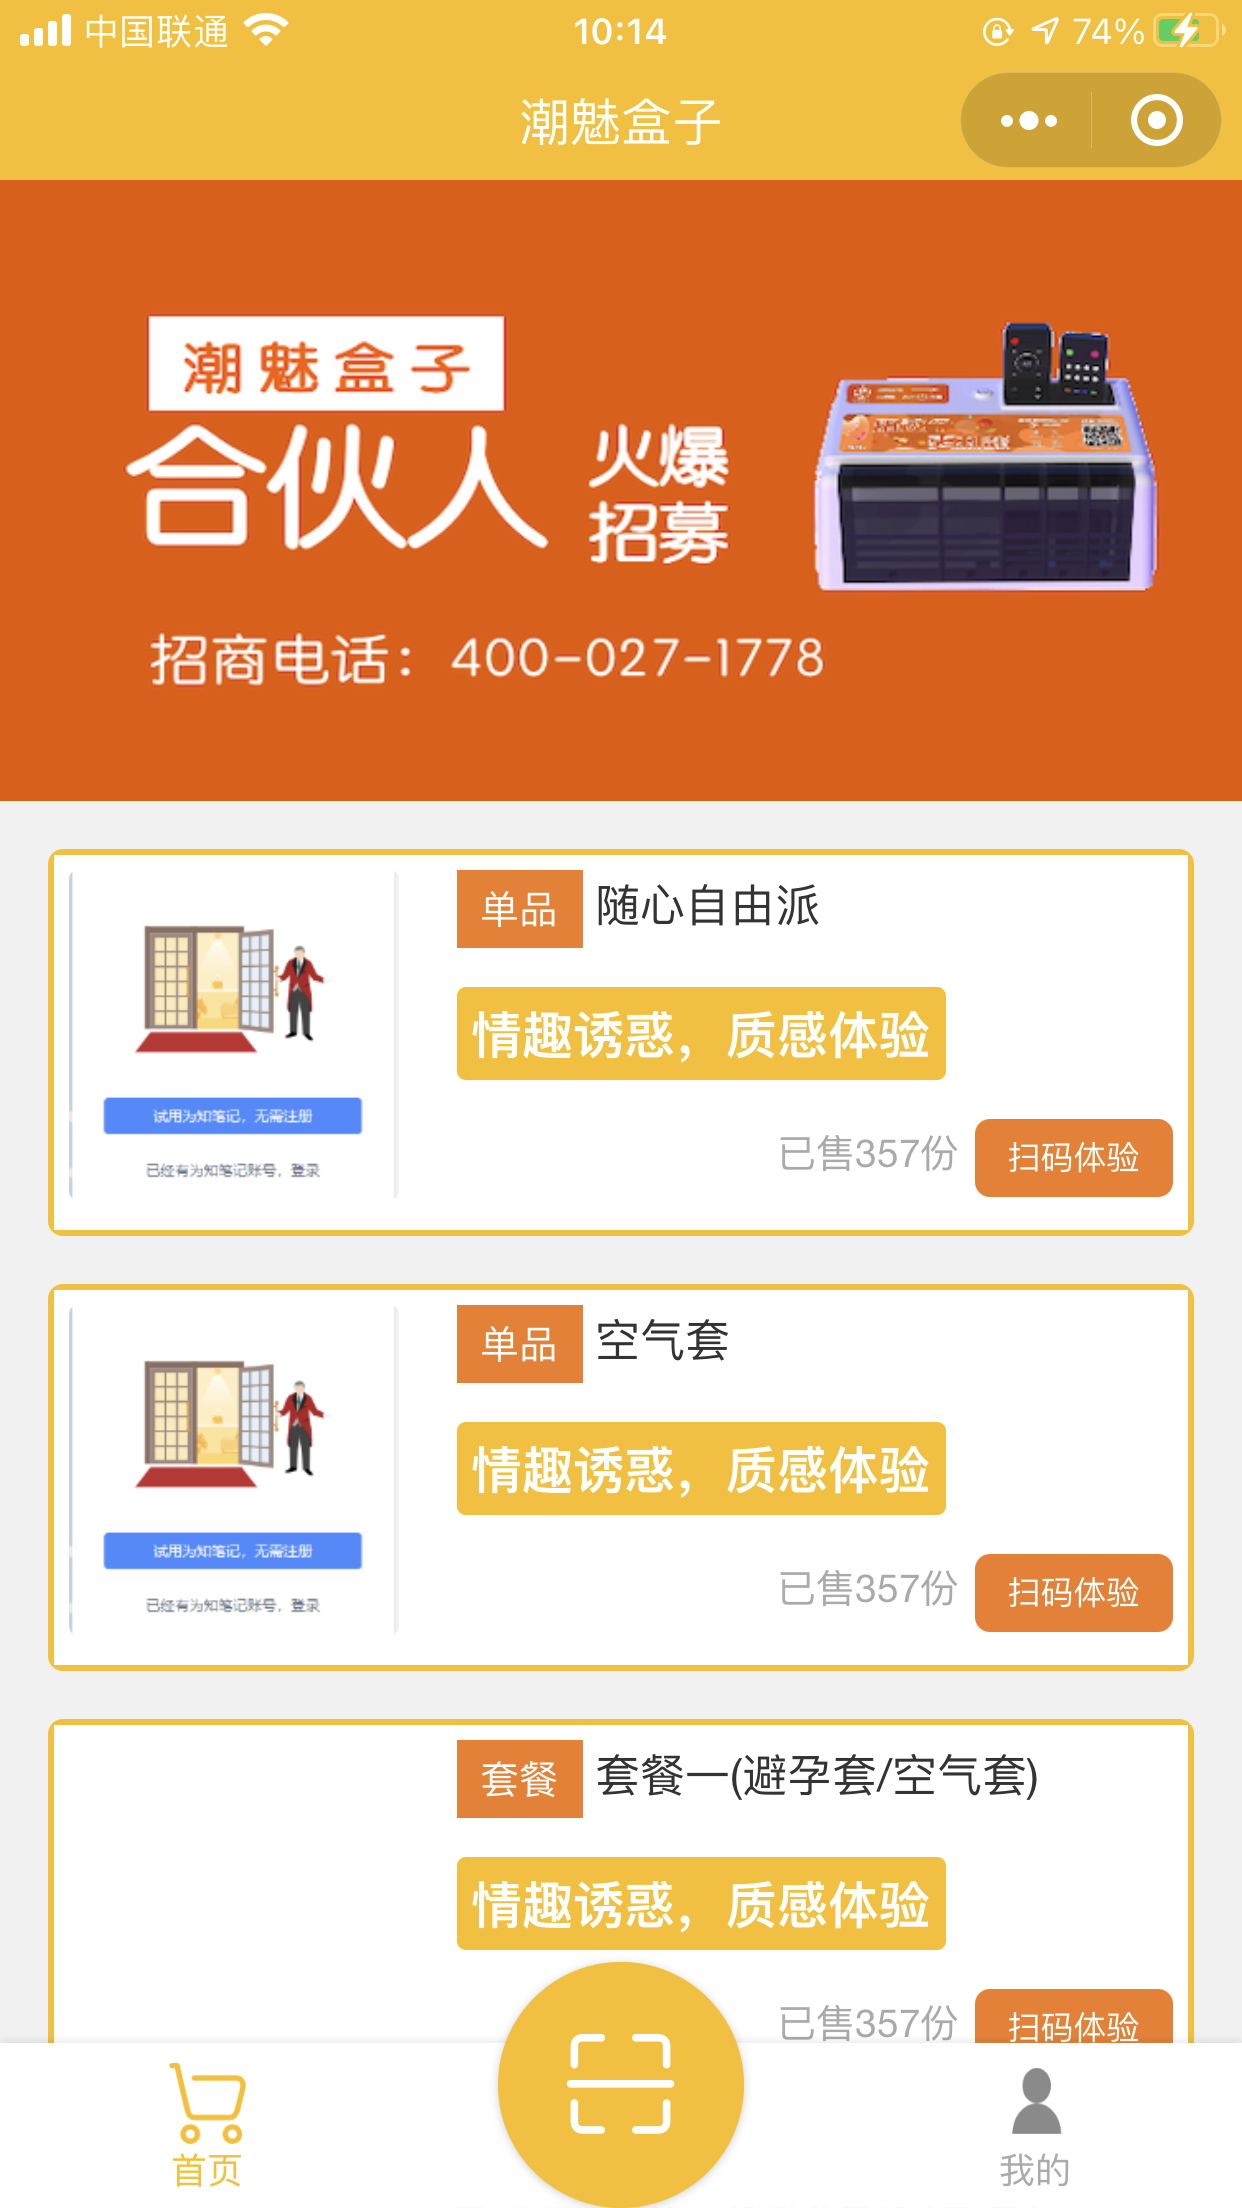 中国联通
10:14
74%
潮魅盒子
潮魅盒子
合伙人
火爆
招募
招商电话：400-027-1778
单品 随心自由派
情趣诱惑，质感体验
已售357份 扫码体验
试用为知笔记，无需注册
已经有为知笔记账号，登录
单品 空气套
情趣诱惑，质感体验
已售357份 扫码体验
试用为知笔记，无需注册
已经有为知笔记账号，登录
套餐 套餐一(避孕套/空气套)
情趣诱惑，质感体验
已售357份 扫码体验
首页
我的